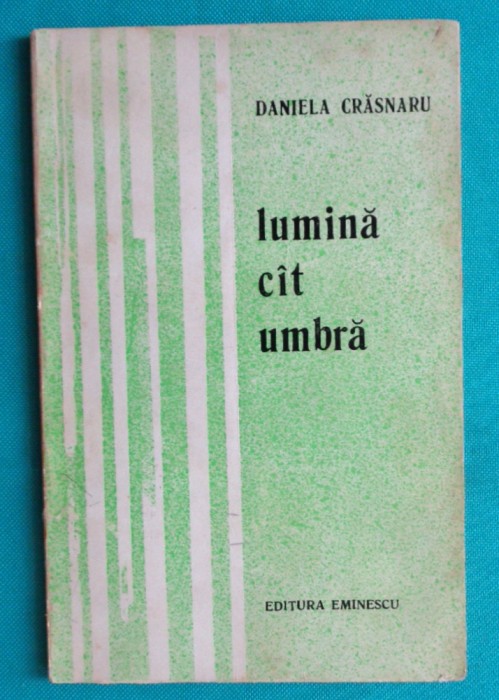 DANIELA CRĂSNARU
lumină
cît
umbră
EDITURA EMINESCU